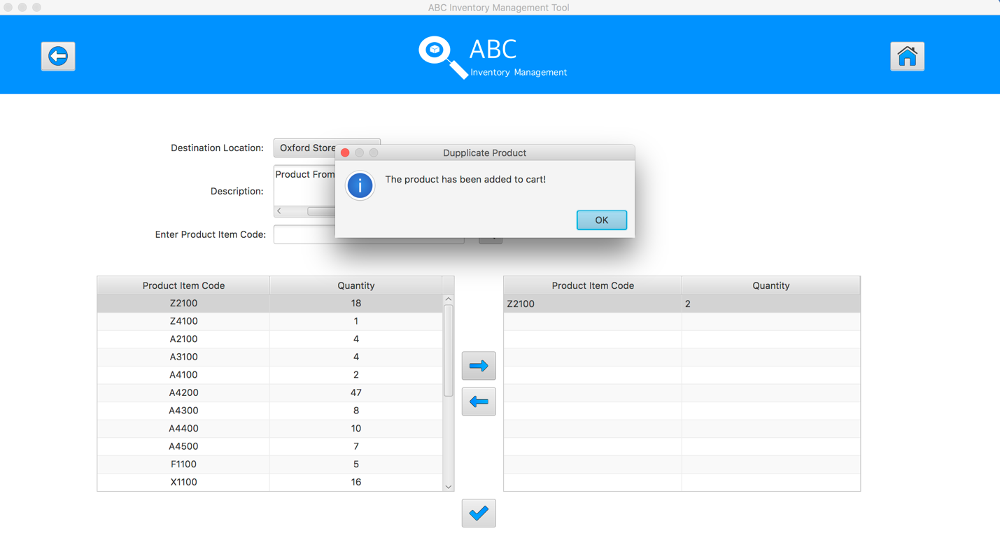 ABC Inventory Management Tool
ABC
Inventory Management
Destination Location: Oxford Store
Dupplicate Product
The product has been added to cart!
OK
Description: Product From
Enter Product Item Code:
Product Item Code Quantity
Z2100 18
Z4100 1
A2100 4
A3100 4
A4100 2
A4200 47
A4300 8
A4400 10
A4500 7
F1100 5
X1100 16
Product Item Code Quantity
Z2100 2